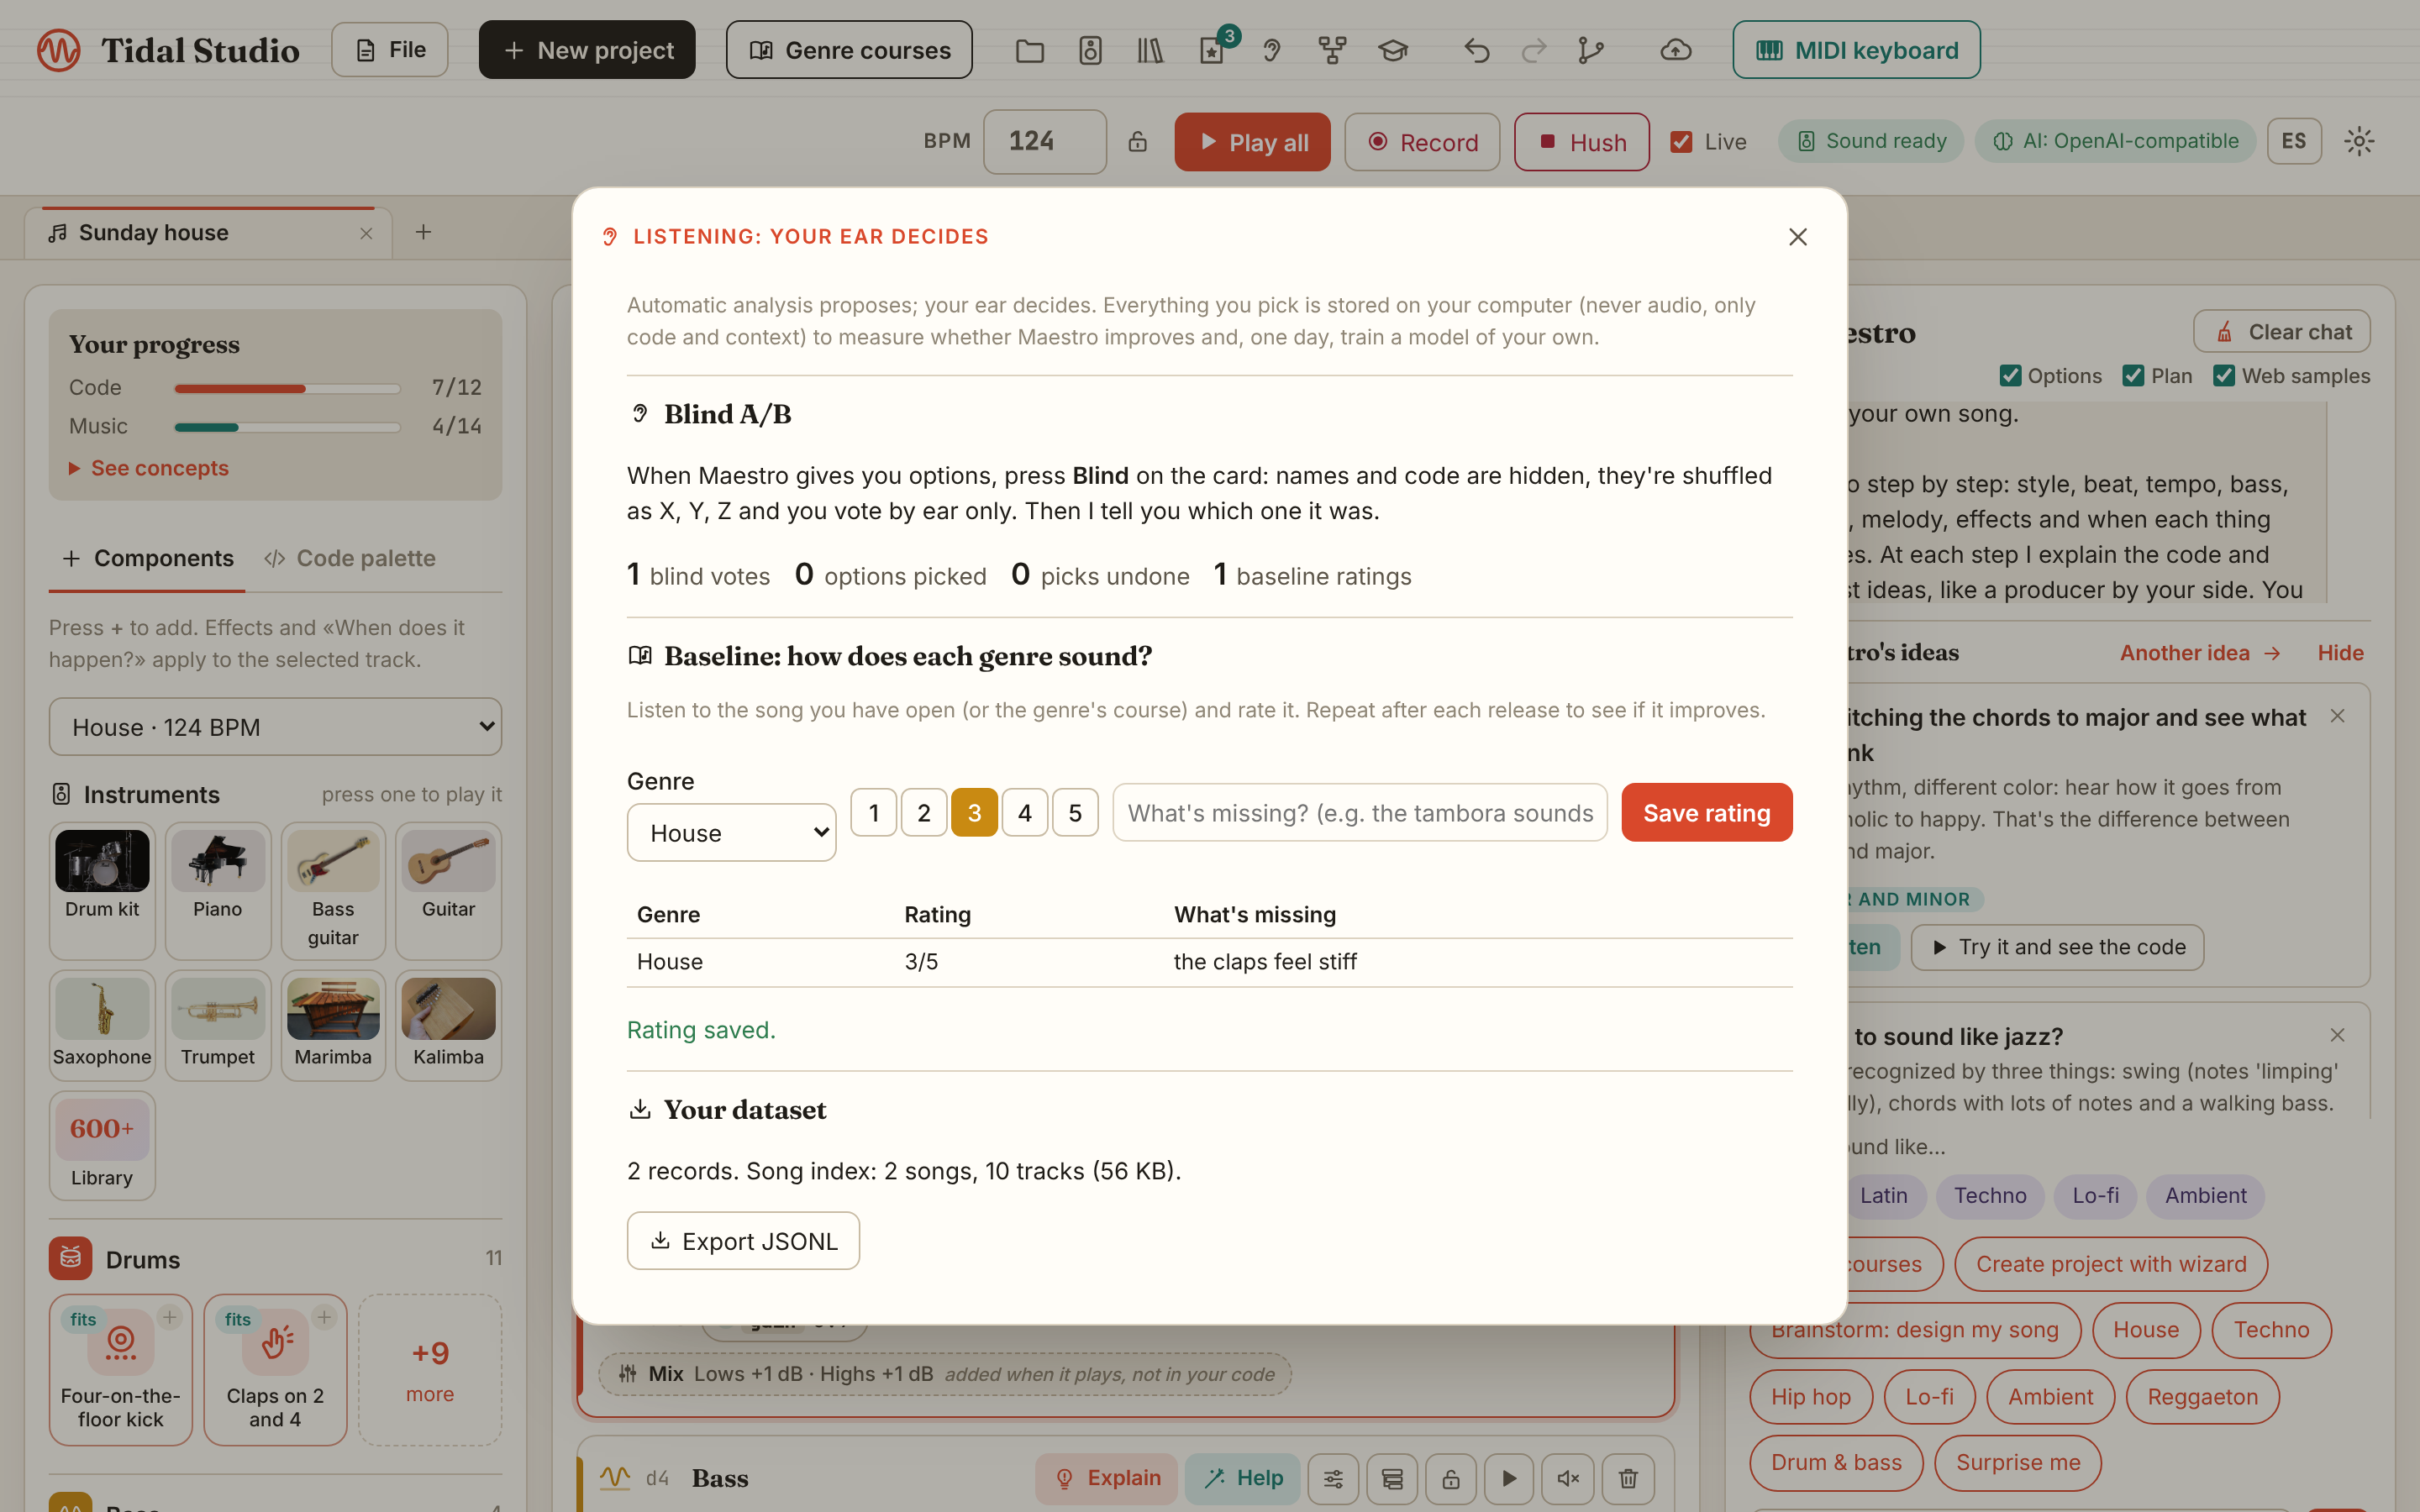 Tidal Studio
File
New project
Genre courses
3
MIDI keyboard
BPM
124
Play all
Record
Hush
Live
Sound ready
AI: OpenAI-compatible
ES
Sunday house
Your progress
Code 7/12
Music 4/14
See concepts
Components
Code palette
Press + to add. Effects and «When does it
happen?» apply to the selected track.
House · 124 BPM
Instruments
press one to play it
Drum kit
Piano
Bass
guitar
Guitar
Saxophone
Trumpet
Marimba
Kalimba
600+
Library
Drums
11
fits
Four-on-the-
floor kick
fits
Claps on 2
and 4
+9
more
4
LISTENING: YOUR EAR DECIDES
Automatic analysis proposes; your ear decides. Everything you pick is stored on your computer (never audio, only
code and context) to measure whether Maestro improves and, one day, train a model of your own.
Blind A/B
When Maestro gives you options, press Blind on the card: names and code are hidden, they're shuffled
as X, Y, Z and you vote by ear only. Then I tell you which one it was.
1 blind votes 0 options picked 0 picks undone 1 baseline ratings
Baseline: how does each genre sound?
Listen to the song you have open (or the genre's course) and rate it. Repeat after each release to see if it improves.
Genre
House
1
2
3
4
5
What's missing? (e.g. the tambora sounds
Save rating
Genre Rating What's missing
House 3/5 the claps feel stiff
Rating saved.
Your dataset
2 records. Song index: 2 songs, 10 tracks (56 KB).
Export JSONL
Mix Lows +1 dB · Highs +1 dB added when it plays, not in your code
d4 Bass
Explain
Help
estro
Clear chat
Options
Plan
Web samples
your own song.
o step by step: style, beat, tempo, bass,
, melody, effects and when each thing
es. At each step I explain the code and
st ideas, like a producer by your side. You
tro's ideas
Another idea →
Hide
itching the chords to major and see what
nk
hythm, different color: hear how it goes from
holic to happy. That's the difference between
nd major.
AND MINOR
ten
Try it and see the code
to sound like jazz?
recognized by three things: swing (notes 'limping'
lly), chords with lots of notes and a walking bass.
und like...
Latin
Techno
Lo-fi
Ambient
courses
Create project with wizard
Brainstorm: design my song
House
Techno
Hip hop
Lo-fi
Ambient
Reggaeton
Drum & bass
Surprise me